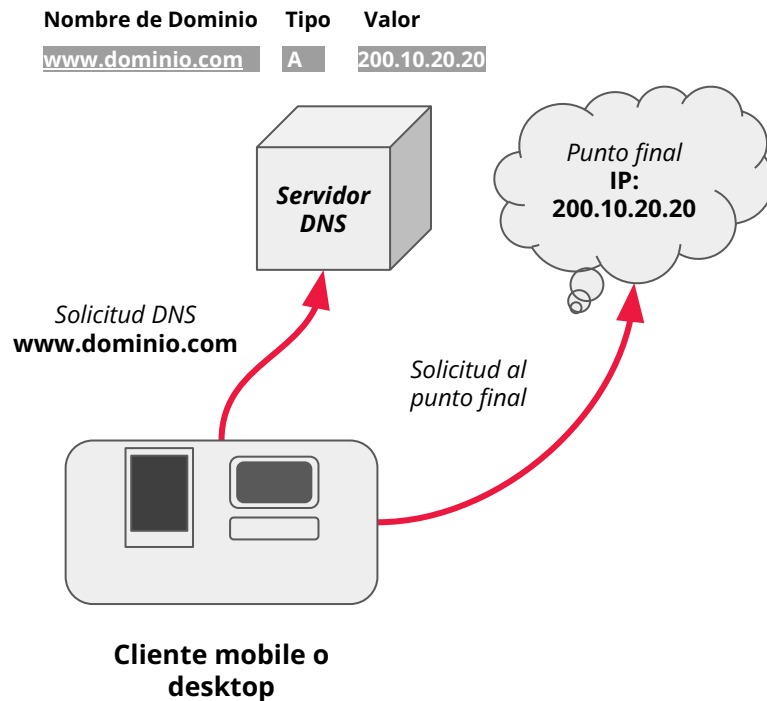 Nombre de Dominio Tipo Valor
www.dominio.com A 200.10.20.20
Servidor
DNS
Punto final
IP:
200.10.20.20
Solicitud DNS
www.dominio.com
Solicitud al
punto final
Cliente mobile o
desktop